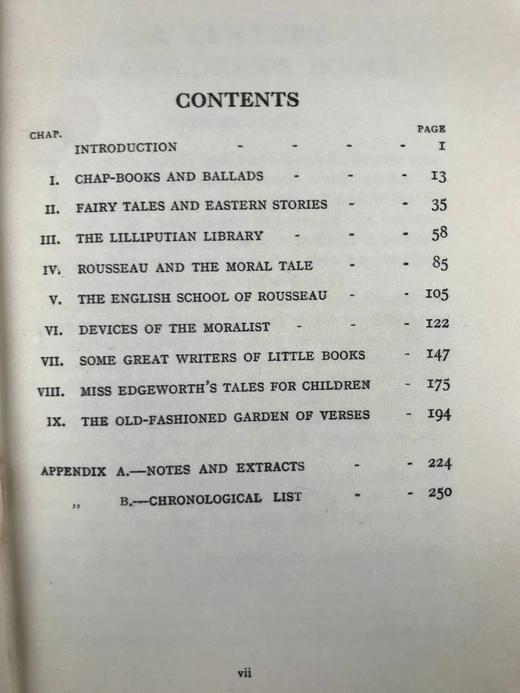 CONTENTS
CHAP. PAGE
INTRODUCTION - - - - 1
I. CHAP-BOOKS AND BALLADS - - - 13
II. FAIRY TALES AND EASTERN STORIES - - 35
III. THE LILLIPUTIAN LIBRARY - - - 58
IV. ROUSSEAU AND THE MORAL TALE - - 85
V. THE ENGLISH SCHOOL OF ROUSSEAU - - 105
VI. DEVICES OF THE MORALIST - - - 122
VII. SOME GREAT WRITERS OF LITTLE BOOKS - 147
VIII. MISS EDGEWORTH'S TALES FOR CHILDREN - 175
IX. THE OLD-FASHIONED GARDEN OF VERSES - 194
APPENDIX A.—NOTES AND EXTRACTS - - 224
„ B.—CHRONOLOGICAL LIST - - 250
vii